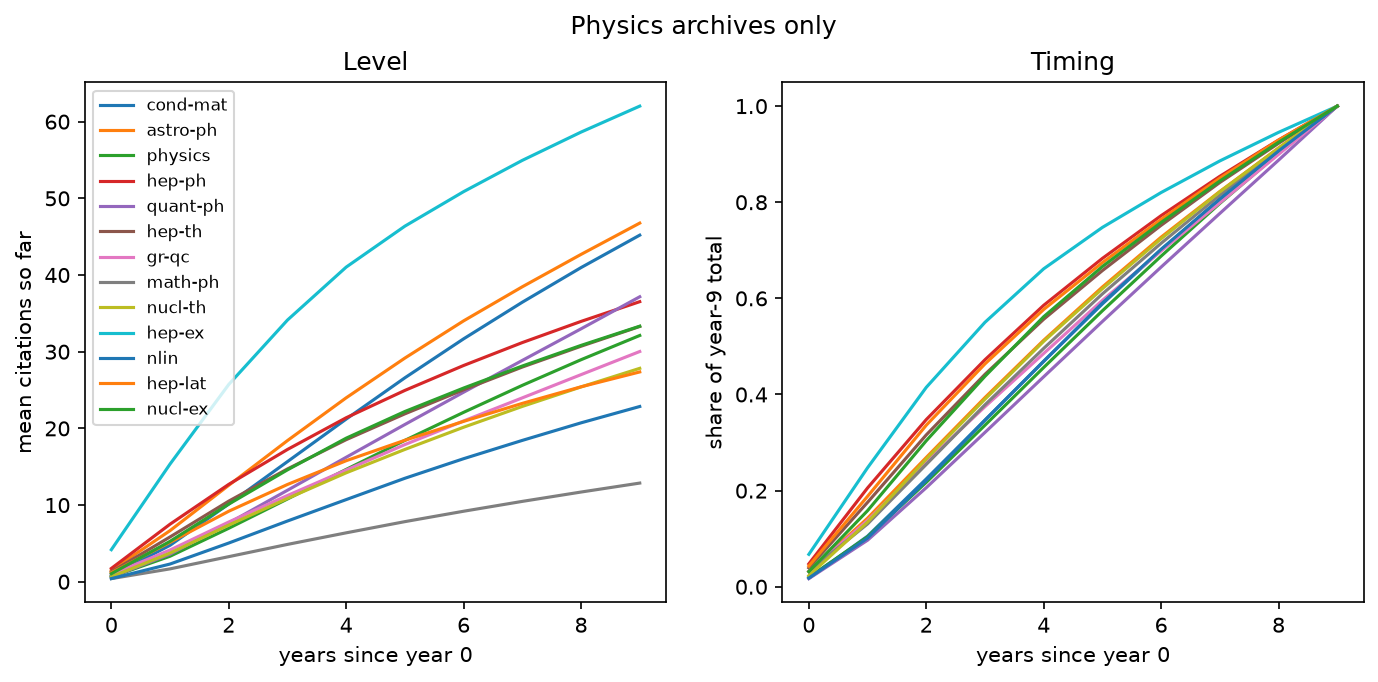 Physics archives only
Level
mean citations so far
60
50
40
30
20
10
0
cond-mat
astro-ph
physics
hep-ph
quant-ph
hep-th
gr-qc
math-ph
nucl-th
hep-ex
nlin
hep-lat
nucl-ex
0 2 4 6 8
years since year 0
Timing
share of year-9 total
1.0
0.8
0.6
0.4
0.2
0.0
0 2 4 6 8
years since year 0